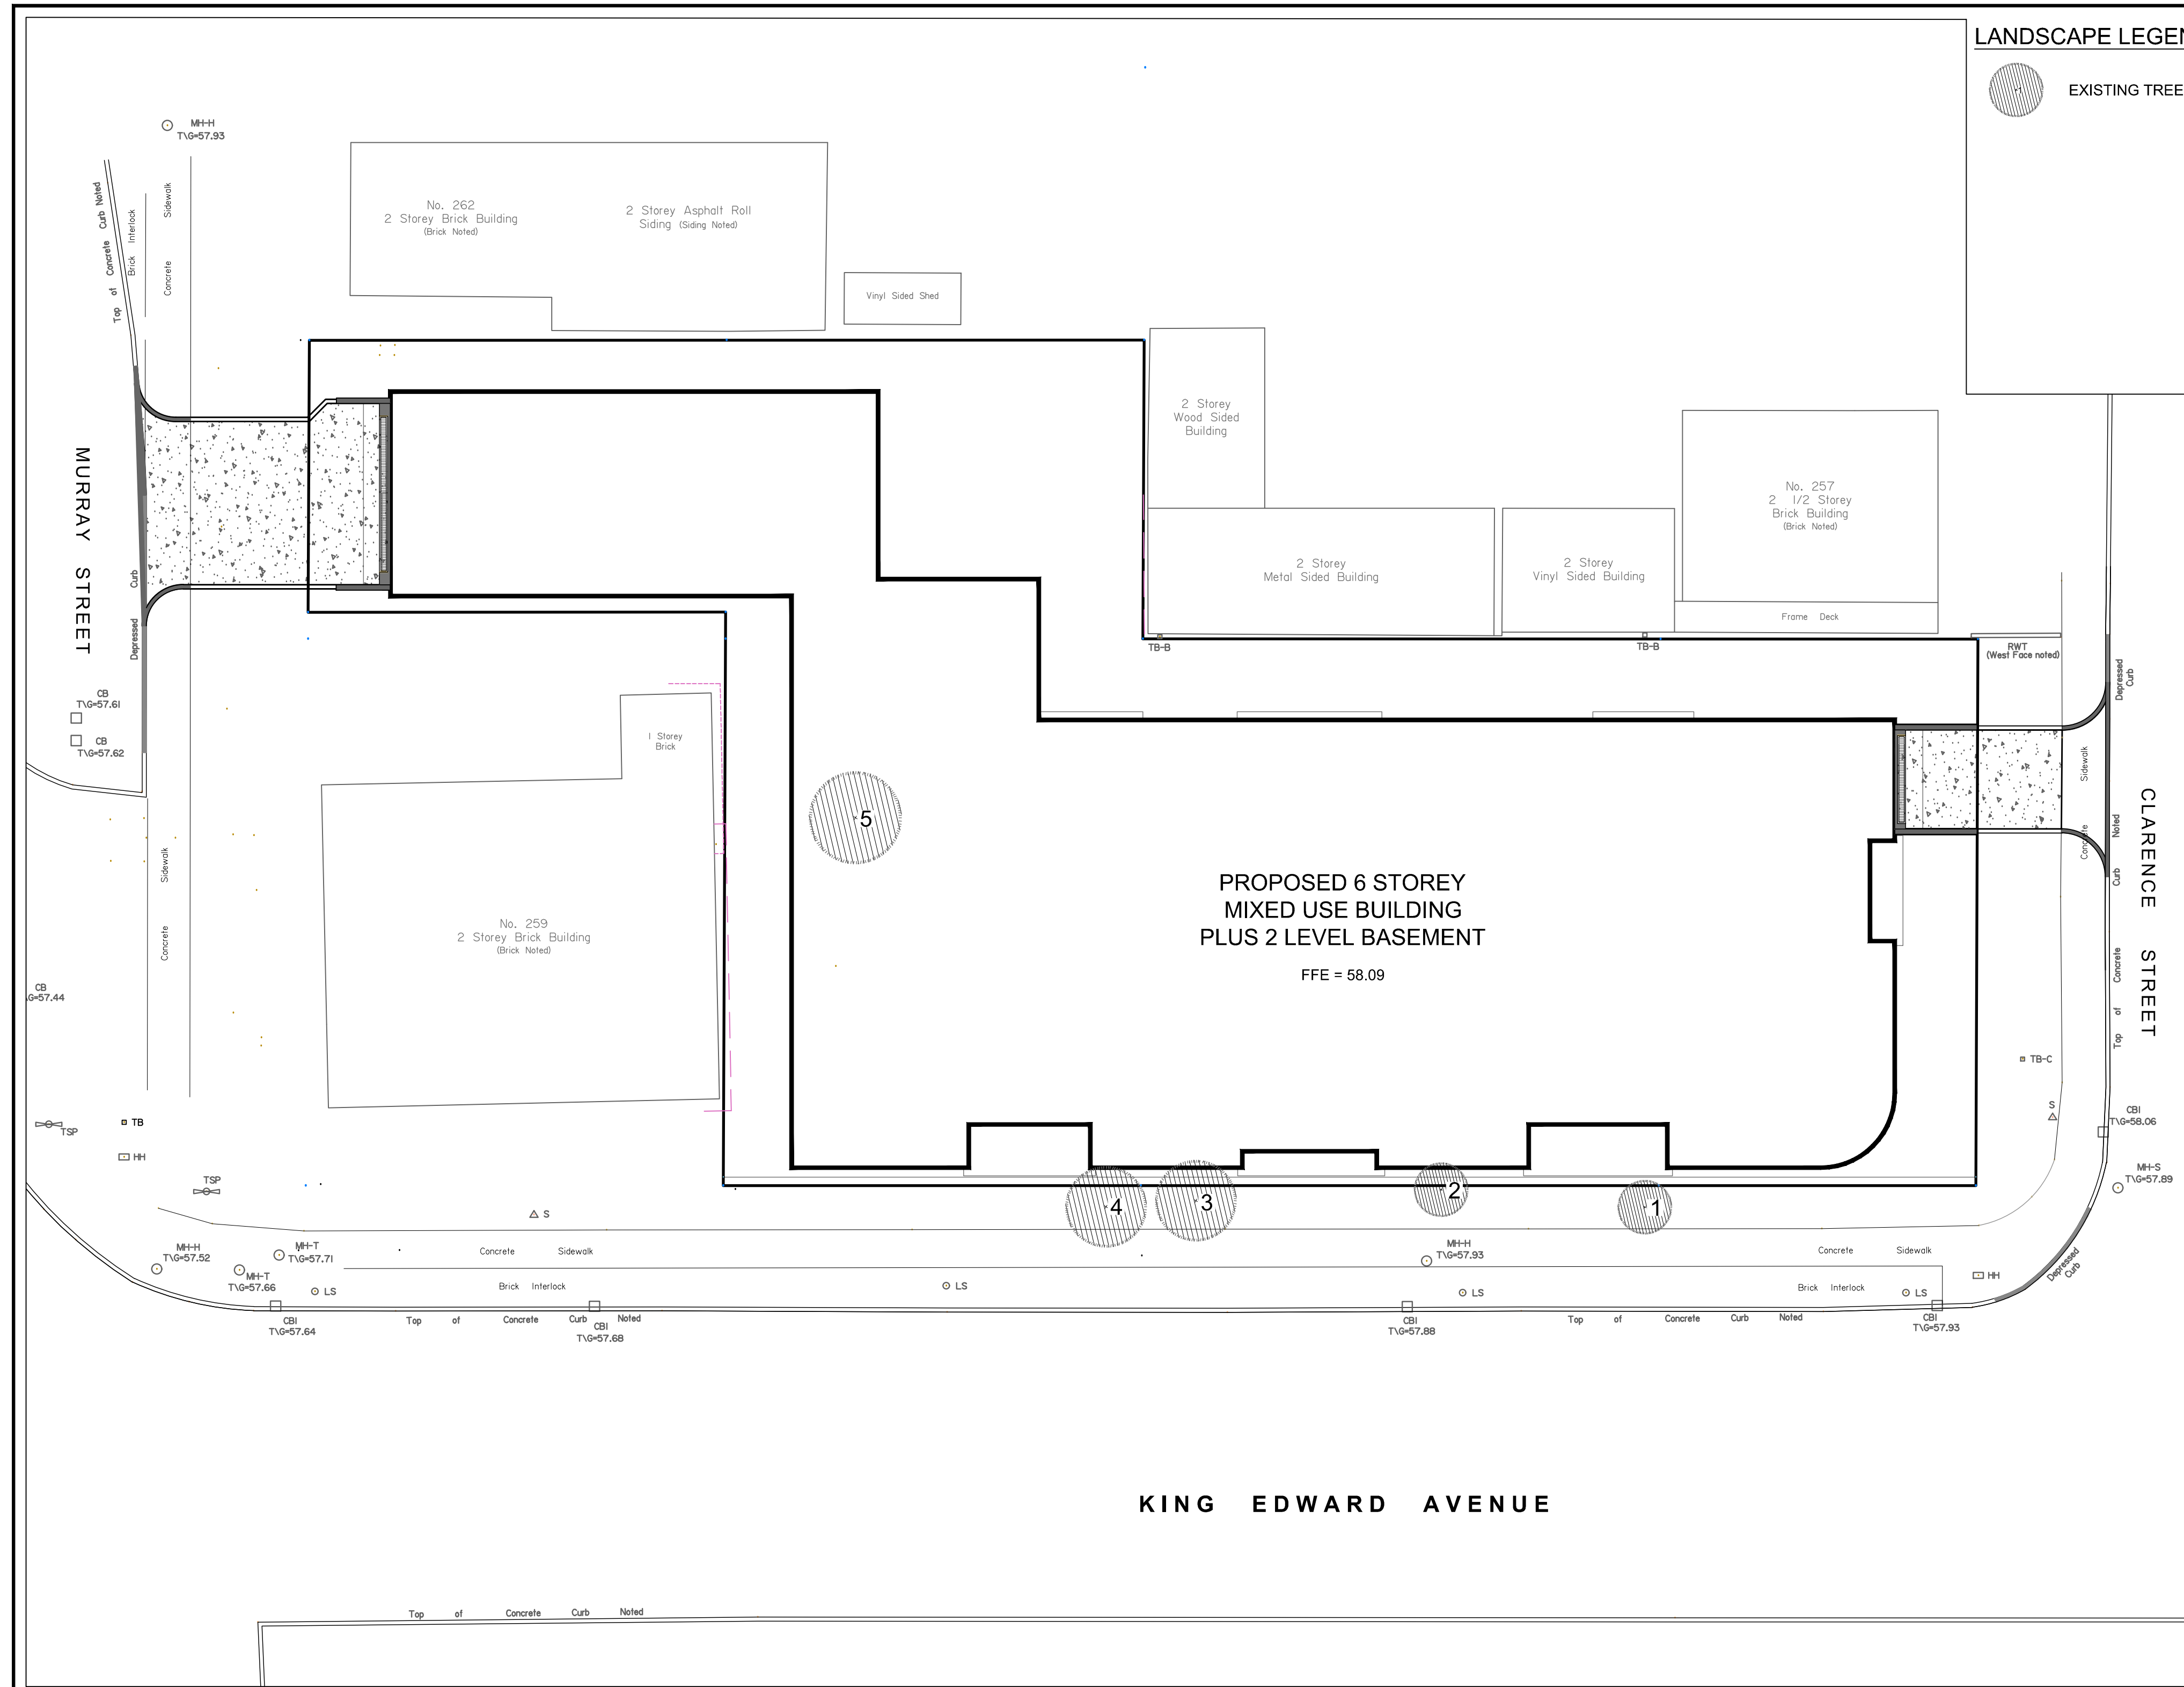 LANDSCAPE LEGEN
EXISTING TREE
MH-H
T\G=57.93
Top of Concrete Curb Noted
Brick Interlock
Concrete Sidewalk
No. 262
2 Storey Brick Building
(Brick Noted)
2 Storey Asphalt Roll
Siding (Siding Noted)
Vinyl Sided Shed
2 Storey
Wood Sided
Building
MURRAY STREET
Depressed Curb
No. 257
2 1/2 Storey
Brick Building
(Brick Noted)
2 Storey
Metal Sided Building
2 Storey
Vinyl Sided Building
Frame Deck
TB-B
TB-B
RWT
(West Face noted)
Depressed
Curb
CB
T\G=57.61
CB
T\G=57.62
1 Storey
Brick
Concrete Sidewalk
5
PROPOSED 6 STOREY
MIXED USE BUILDING
PLUS 2 LEVEL BASEMENT
FFE = 58.09
Concrete Sidewalk
CLARENCE STREET
Top of Concrete Curb Noted
No. 259
2 Storey Brick Building
(Brick Noted)
CB
\G=57.44
TB-C
S
CBI
T\G=58.06
TB
TSP
HH
TSP
MH-S
T\G=57.89
4
3
2
1
S
MH-H
T\G=57.52
MH-T
T\G=57.71
MH-T
T\G=57.66
Concrete Sidewalk
MH-H
T\G=57.93
Concrete Sidewalk
LS
Brick Interlock
LS
LS
Brick Interlock
LS
HH
Depressed
Curb
CBI
T\G=57.64
Top of Concrete Curb Noted
CBI
T\G=57.68
CBI
T\G=57.88
Top of Concrete Curb Noted
CBI
T\G=57.93
KING EDWARD AVENUE
Top of Concrete Curb Noted